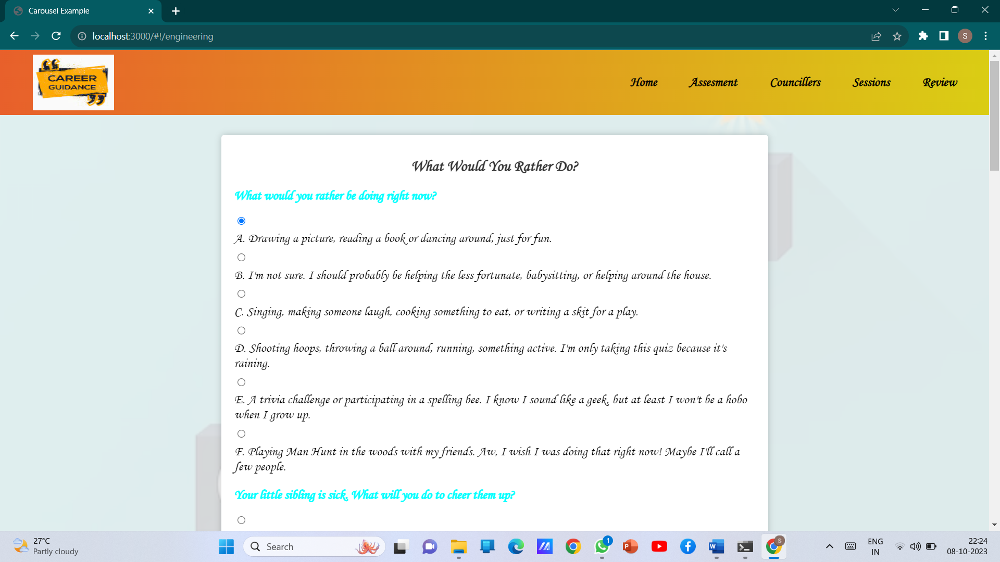 Carousel Example
localhost:3000/#!/engineering
S
CAREER
GUIDANCE
Home Assesment Councillers Sessions Review
What Would You Rather Do?
What would you rather be doing right now?
A. Drawing a picture, reading a book or dancing around, just for fun.
B. I'm not sure. I should probably be helping the less fortunate, babysitting, or helping around the house.
C. Singing, making someone laugh, cooking something to eat, or writing a skit for a play.
D. Shooting hoops, throwing a ball around, running, something active. I'm only taking this quiz because it's
raining.
E. A trivia challenge or participating in a spelling bee. I know I sound like a geek, but at least I won't be a hobo
when I grow up.
F. Playing Man Hunt in the woods with my friends. Aw, I wish I was doing that right now! Maybe I'll call a
few people.
Your little sibling is sick. What will you do to cheer them up?
27°C
Partly cloudy
Search
1
P
W
S
ENG
IN
22:24
08-10-2023